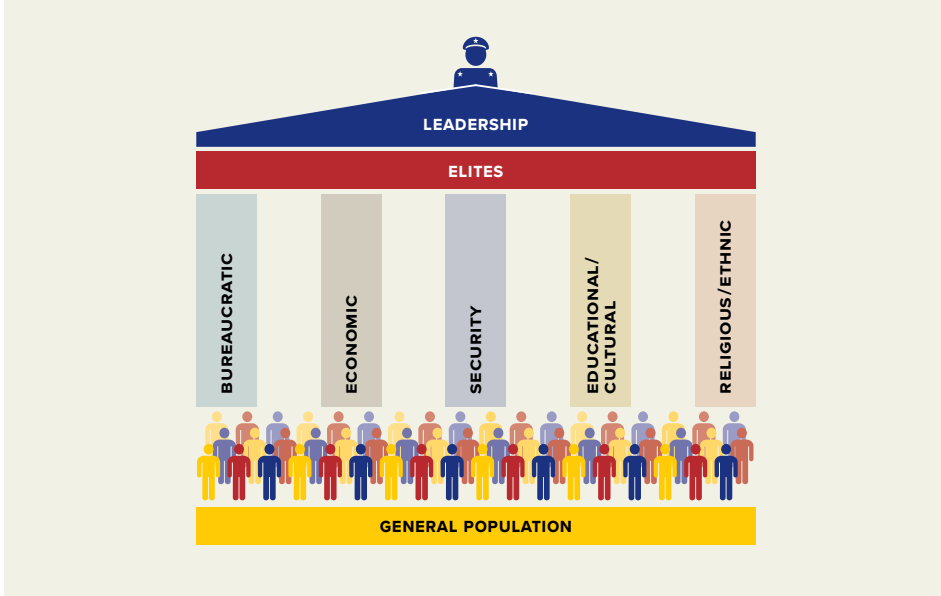 LEADERSHIP
ELITES
BUREAUCRATIC
ECONOMIC
SECURITY
EDUCATIONAL/
CULTURAL
RELIGIOUS/ETHNIC
GENERAL POPULATION